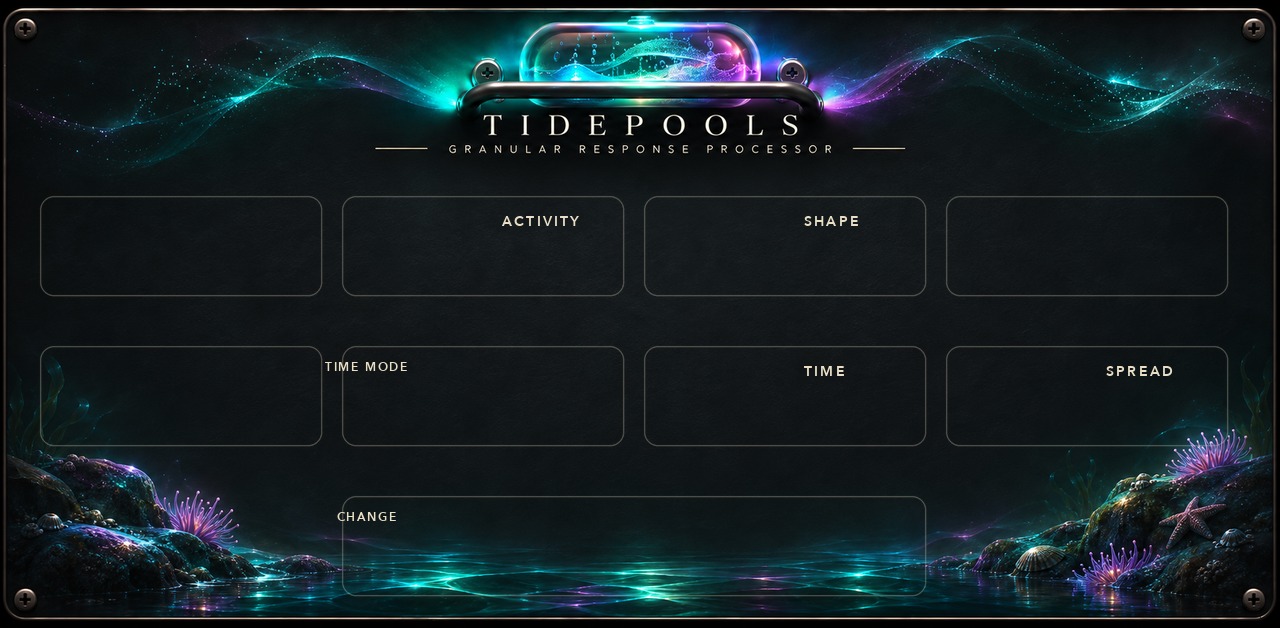 TIDEPOOLS
GRANULAR RESPONSE PROCESSOR
ACTIVITY
SHAPE
TIME MODE
TIME
SPREAD
CHANGE